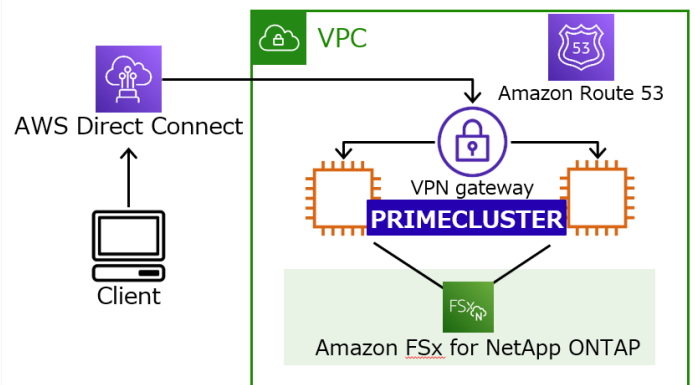 VPC
53
Amazon Route 53
AWS Direct Connect
VPN gateway
PRIMECLUSTER
Client
FSx
N
Amazon FSx for NetApp ONTAP